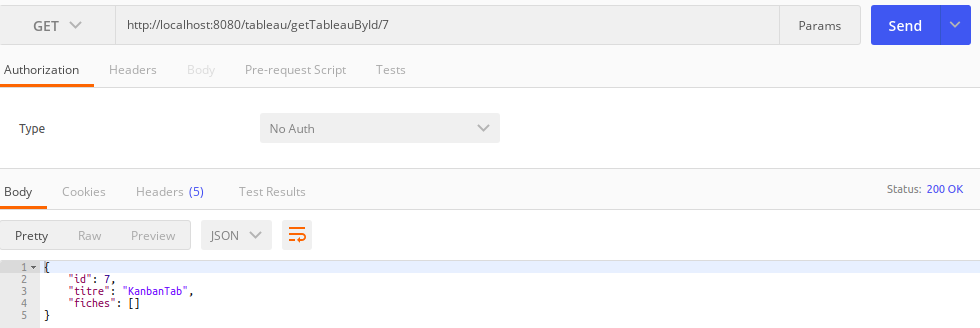 GET http://localhost:8080/tableau/getTableauById/7 Params Send
Authorization Headers Body Pre-request Script Tests
Type No Auth
Body Cookies Headers (5) Test Results Status: 200 OK
Pretty Raw Preview JSON
1 {
2 "id": 7,
3 "titre": "KanbanTab",
4 "fiches": []
5 }